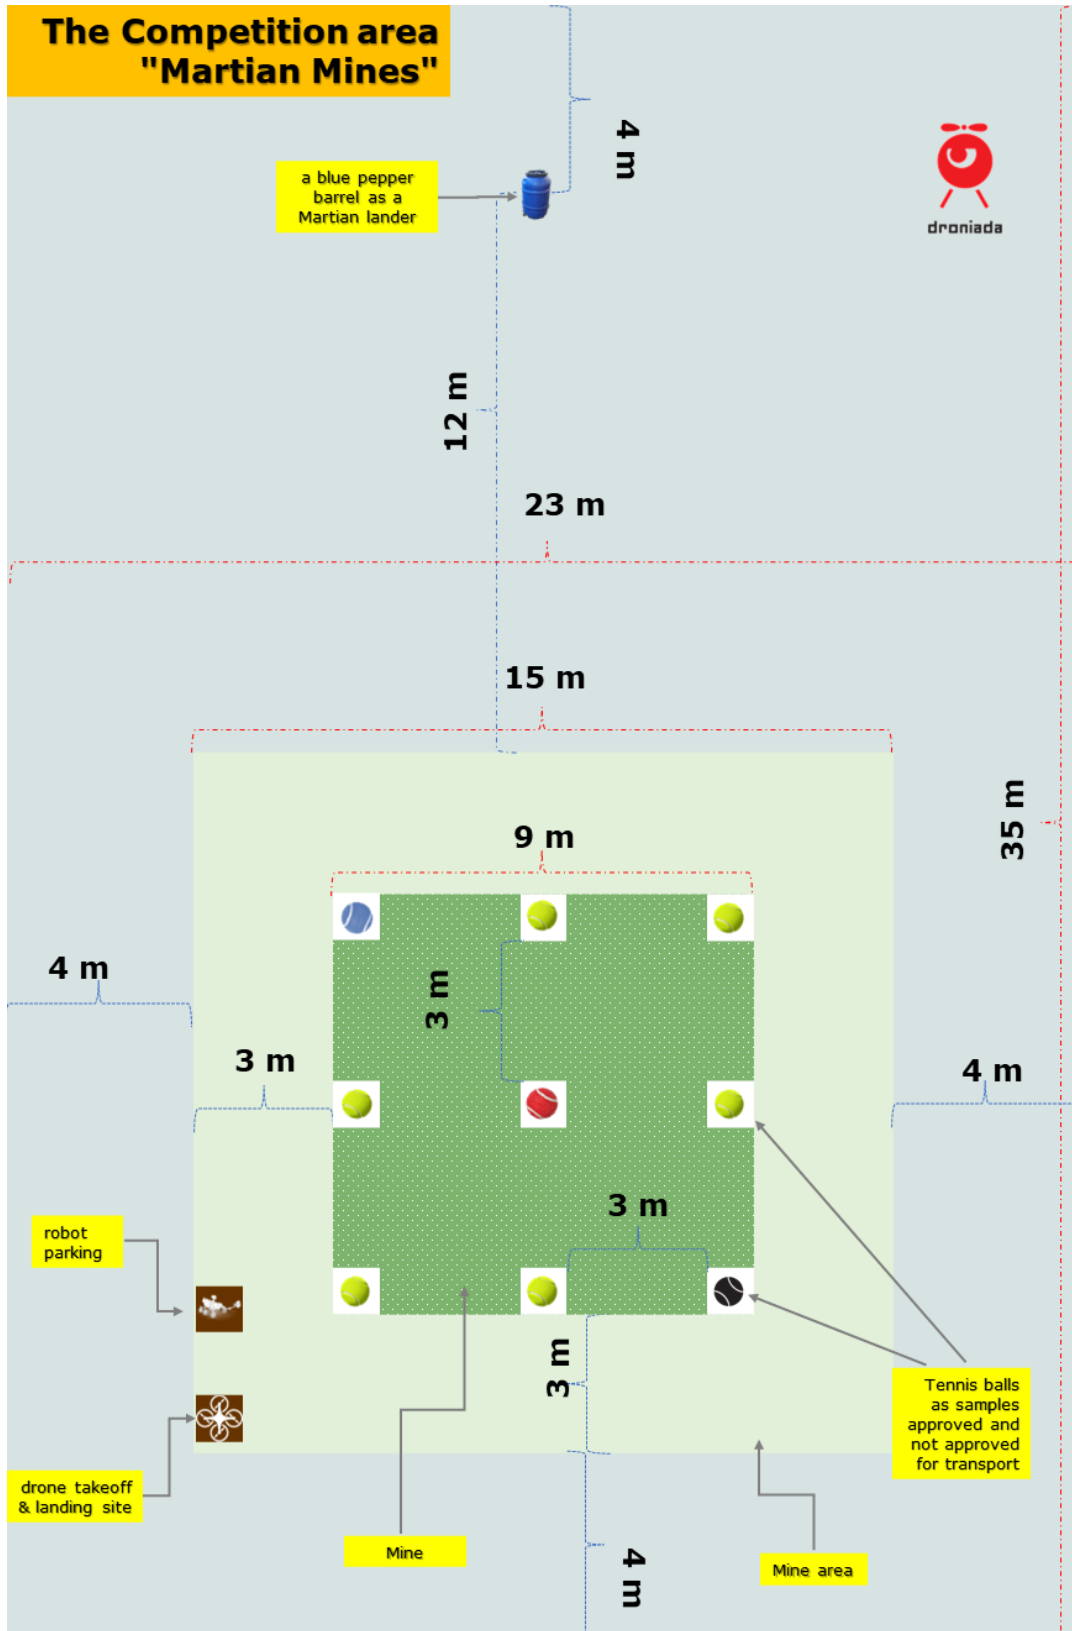 The Competition area
"Martian Mines"
4 m
a blue pepper
barrel as a
Martian lander
droniada
12 m
23 m
15 m
35 m
9 m
4 m
3 m
3 m
4 m
3 m
robot
parking
3 m
Tennis balls
as samples
approved and
not approved
for transport
drone takeoff
& landing site
Mine
4 m
Mine area